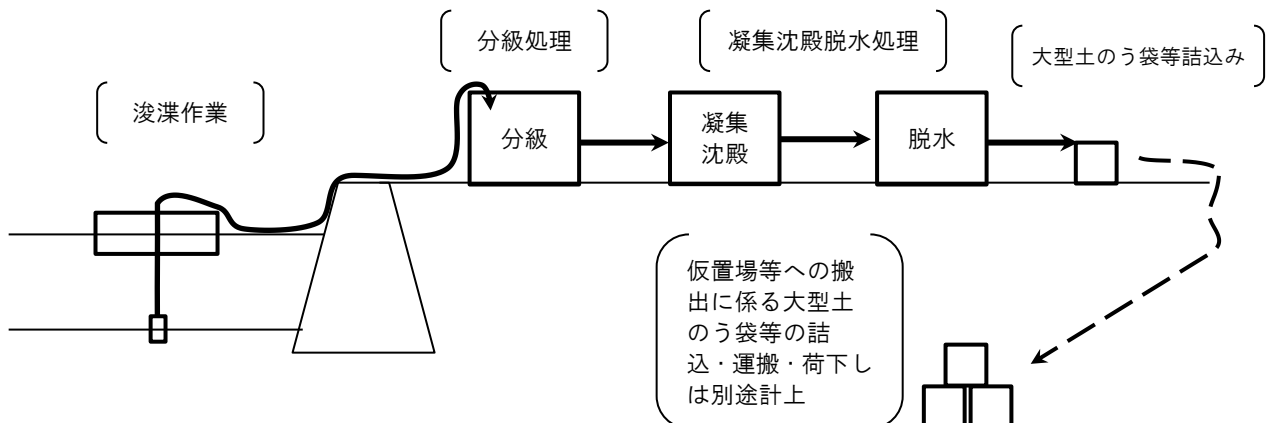 分級処理
凝集沈殿脱水処理
大型土のう袋等詰込み
浚渫作業
分級
凝集
沈殿
脱水
仮置場等への搬
出に係る大型土
のう袋等の詰
込・運搬・荷下し
は別途計上